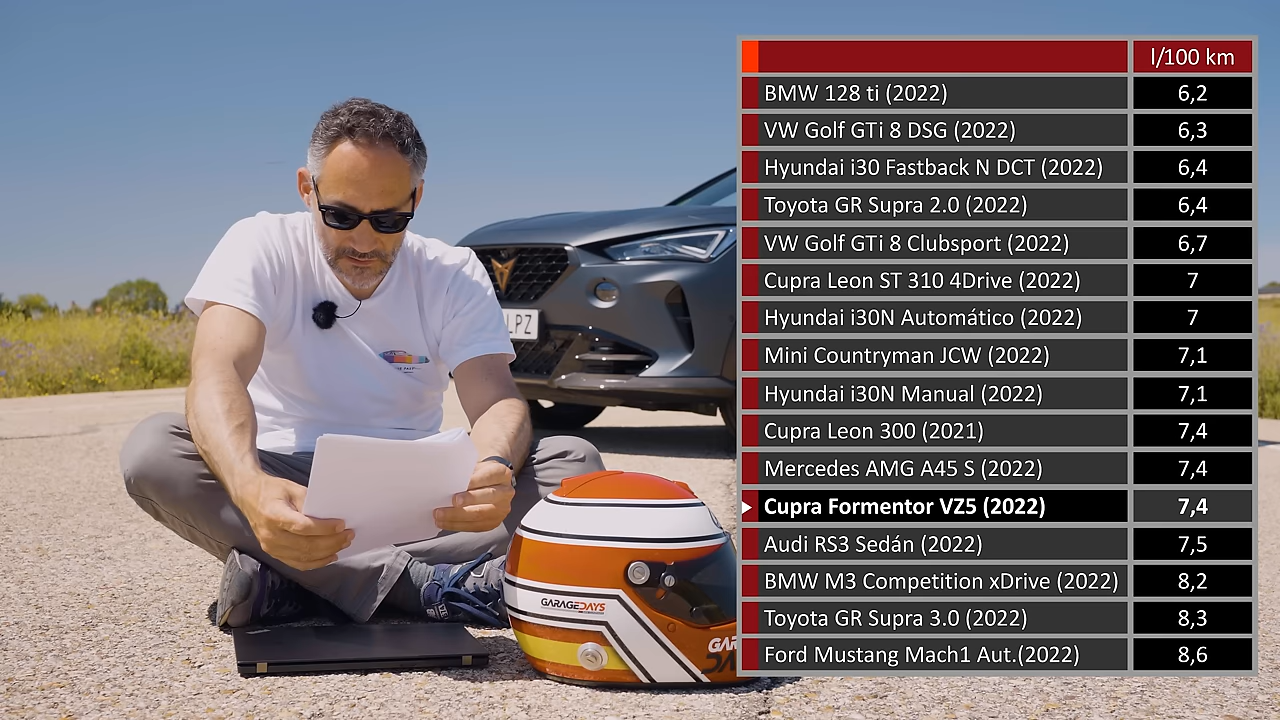 l/100 km
BMW 128 ti (2022) 6,2
VW Golf GTi 8 DSG (2022) 6,3
Hyundai i30 Fastback N DCT (2022) 6,4
Toyota GR Supra 2.0 (2022) 6,4
VW Golf GTi 8 Clubsport (2022) 6,7
Cupra Leon ST 310 4Drive (2022) 7
Hyundai i30N Automático (2022) 7
Mini Countryman JCW (2022) 7,1
Hyundai i30N Manual (2022) 7,1
Cupra Leon 300 (2021) 7,4
Mercedes AMG A45 S (2022) 7,4
Cupra Formentor VZ5 (2022) 7,4
Audi RS3 Sedán (2022) 7,5
BMW M3 Competition xDrive (2022) 8,2
Toyota GR Supra 3.0 (2022) 8,3
Ford Mustang Mach1 Aut.(2022) 8,6
LPZ
GARAGEDAYS